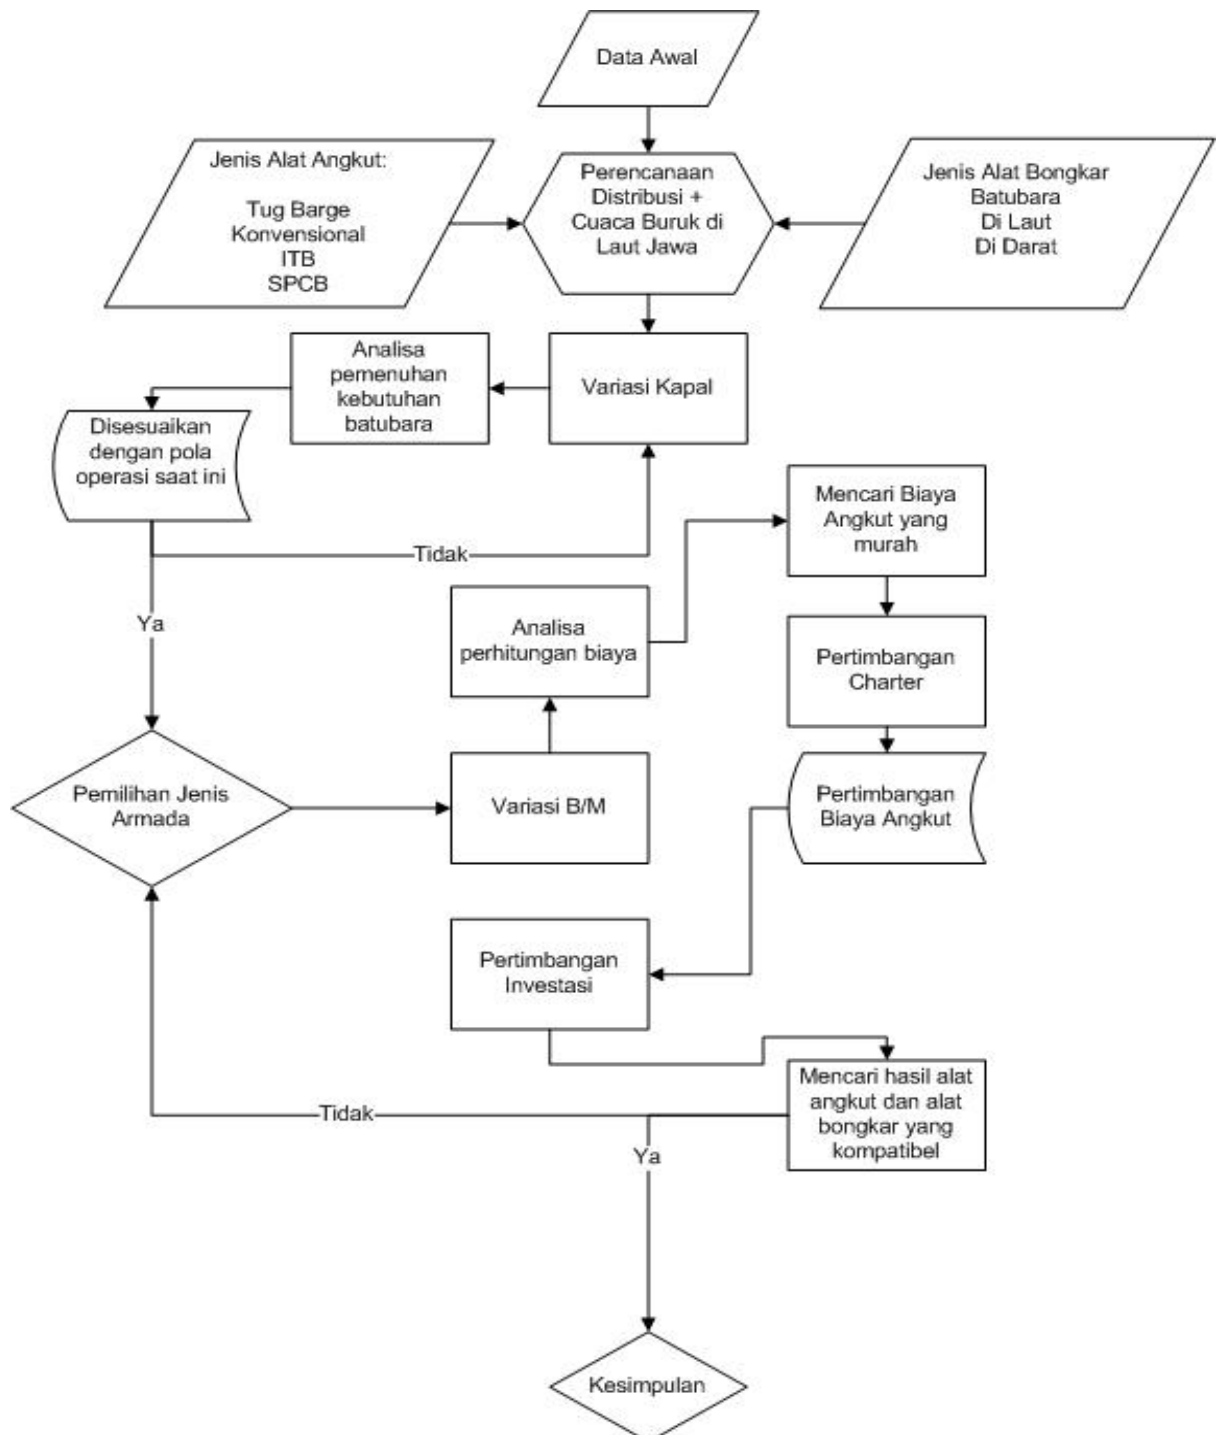 Data Awal
Jenis Alat Angkut:
Tug Barge
Konvensional
ITB
SPCB
Perencanaan
Distribusi +
Cuaca Buruk di
Laut Jawa
Jenis Alat Bongkar
Batubara
Di Laut
Di Darat
Variasi Kapal
Analisa
pemenuhan
kebutuhan
batubara
Disesuaikan
dengan pola
operasi saat ini
Tidak
Ya
Mencari Biaya
Angkut yang
murah
Analisa
perhitungan biaya
Pertimbangan
Charter
Pemilihan Jenis
Armada
Variasi B/M
Pertimbangan
Biaya Angkut
Pertimbangan
Investasi
Mencari hasil alat
angkut dan alat
bongkar yang
kompatibel
Tidak
Ya
Kesimpulan